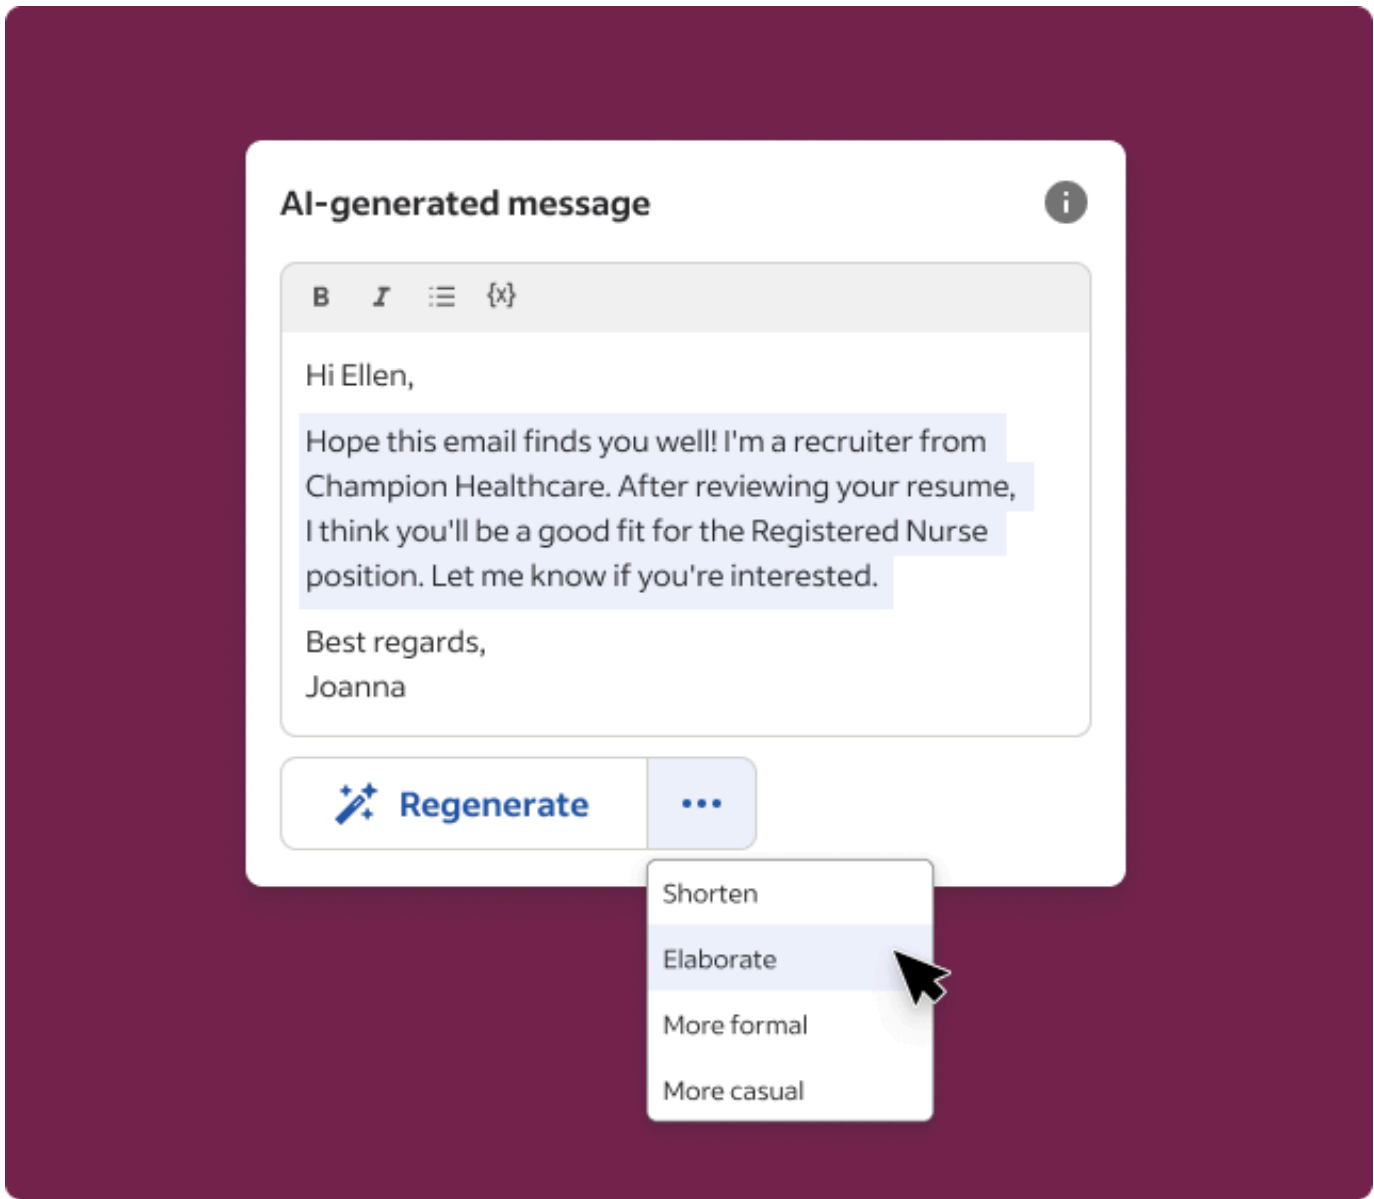 AI-generated message
B I {x}
Hi Ellen,
Hope this email finds you well! I'm a recruiter from
Champion Healthcare. After reviewing your resume,
I think you'll be a good fit for the Registered Nurse
position. Let me know if you're interested.
Best regards,
Joanna
Regenerate
Shorten
Elaborate
More formal
More casual